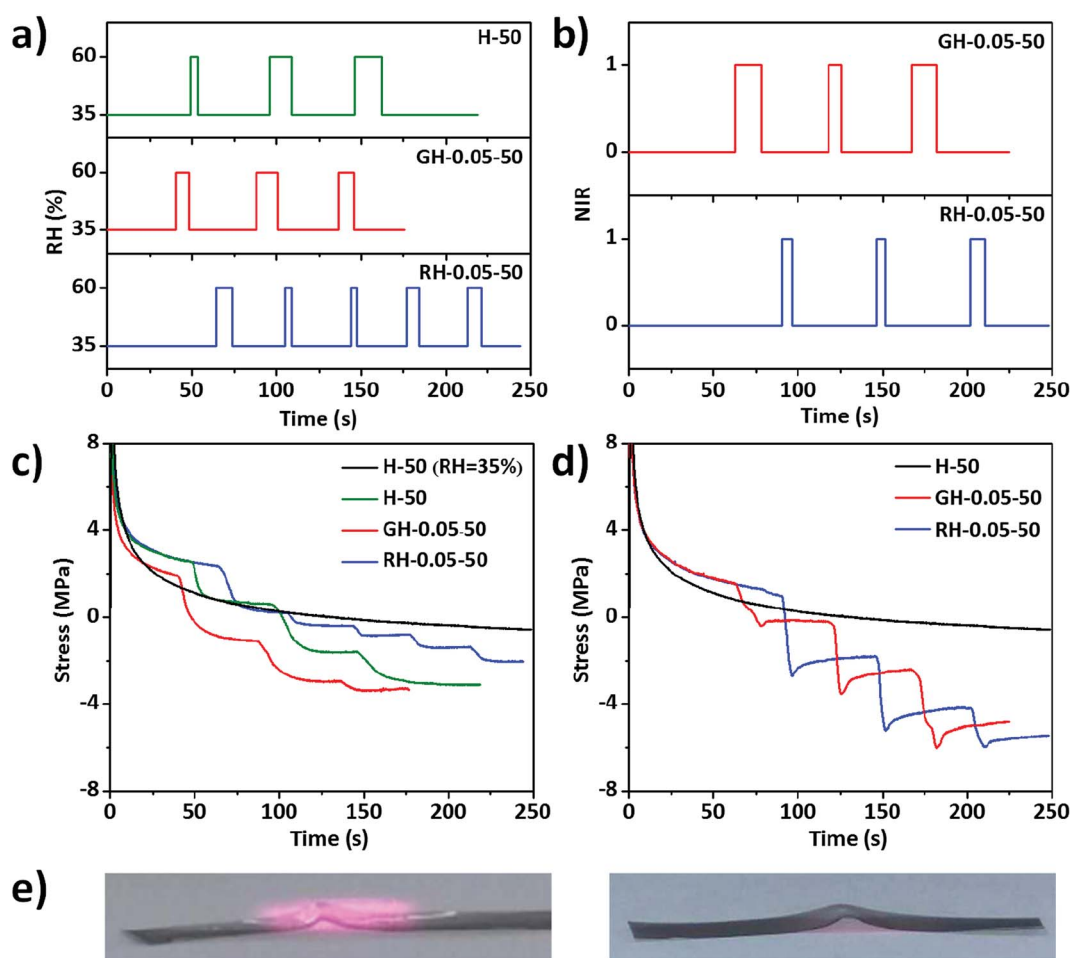 a)
H-50
60
35
GH-0.05-50
60
35
RH-0.05-50
60
35
RH (%)
0 50 100 150 200 250
Time (s)
b)
GH-0.05-50
1
0
RH-0.05-50
1
0
NIR
0 50 100 150 200 250
Time (s)
c)
8
4
0
-4
-8
Stress (MPa)
H-50 (RH=35%)
H-50
GH-0.05-50
RH-0.05-50
0 50 100 150 200 250
Time (s)
d)
8
4
0
-4
-8
Stress (MPa)
H-50
GH-0.05-50
RH-0.05-50
0 50 100 150 200 250
Time (s)
e)